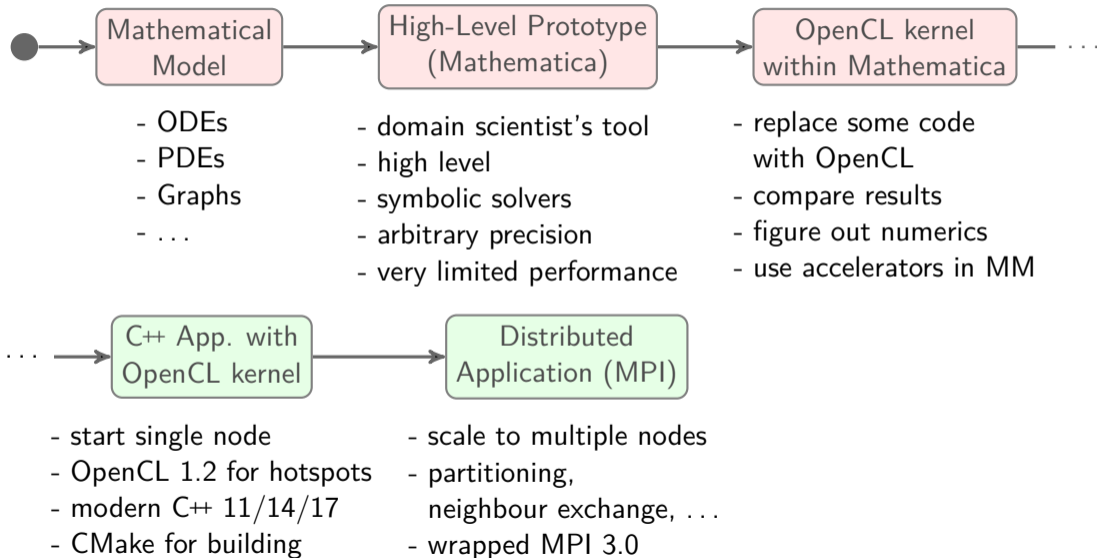 Mathematical
Model
- ODEs
- PDEs
- Graphs
- ...
High-Level Prototype
(Mathematica)
- domain scientist's tool
- high level
- symbolic solvers
- arbitrary precision
- very limited performance
OpenCL kernel
within Mathematica
...
- replace some code
with OpenCL
- compare results
- figure out numerics
- use accelerators in MM
...
C++ App. with
OpenCL kernel
- start single node
- OpenCL 1.2 for hotspots
- modern C++ 11/14/17
- CMake for building
Distributed
Application (MPI)
- scale to multiple nodes
- partitioning,
neighbour exchange, ...
- wrapped MPI 3.0